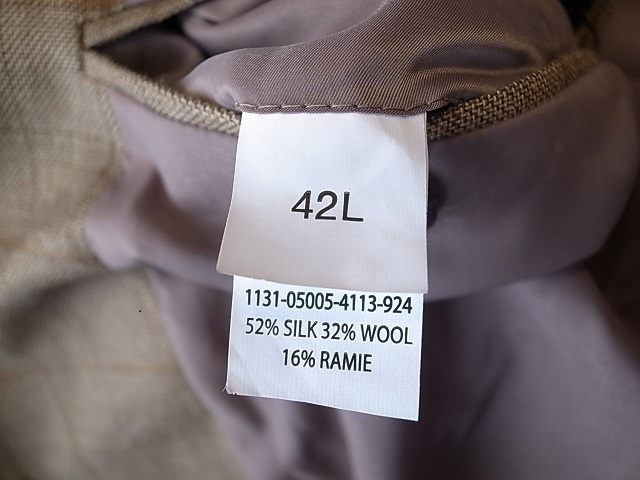 42L
1131-05005-4113-924
52% SILK 32% WOOL
16% RAMIE